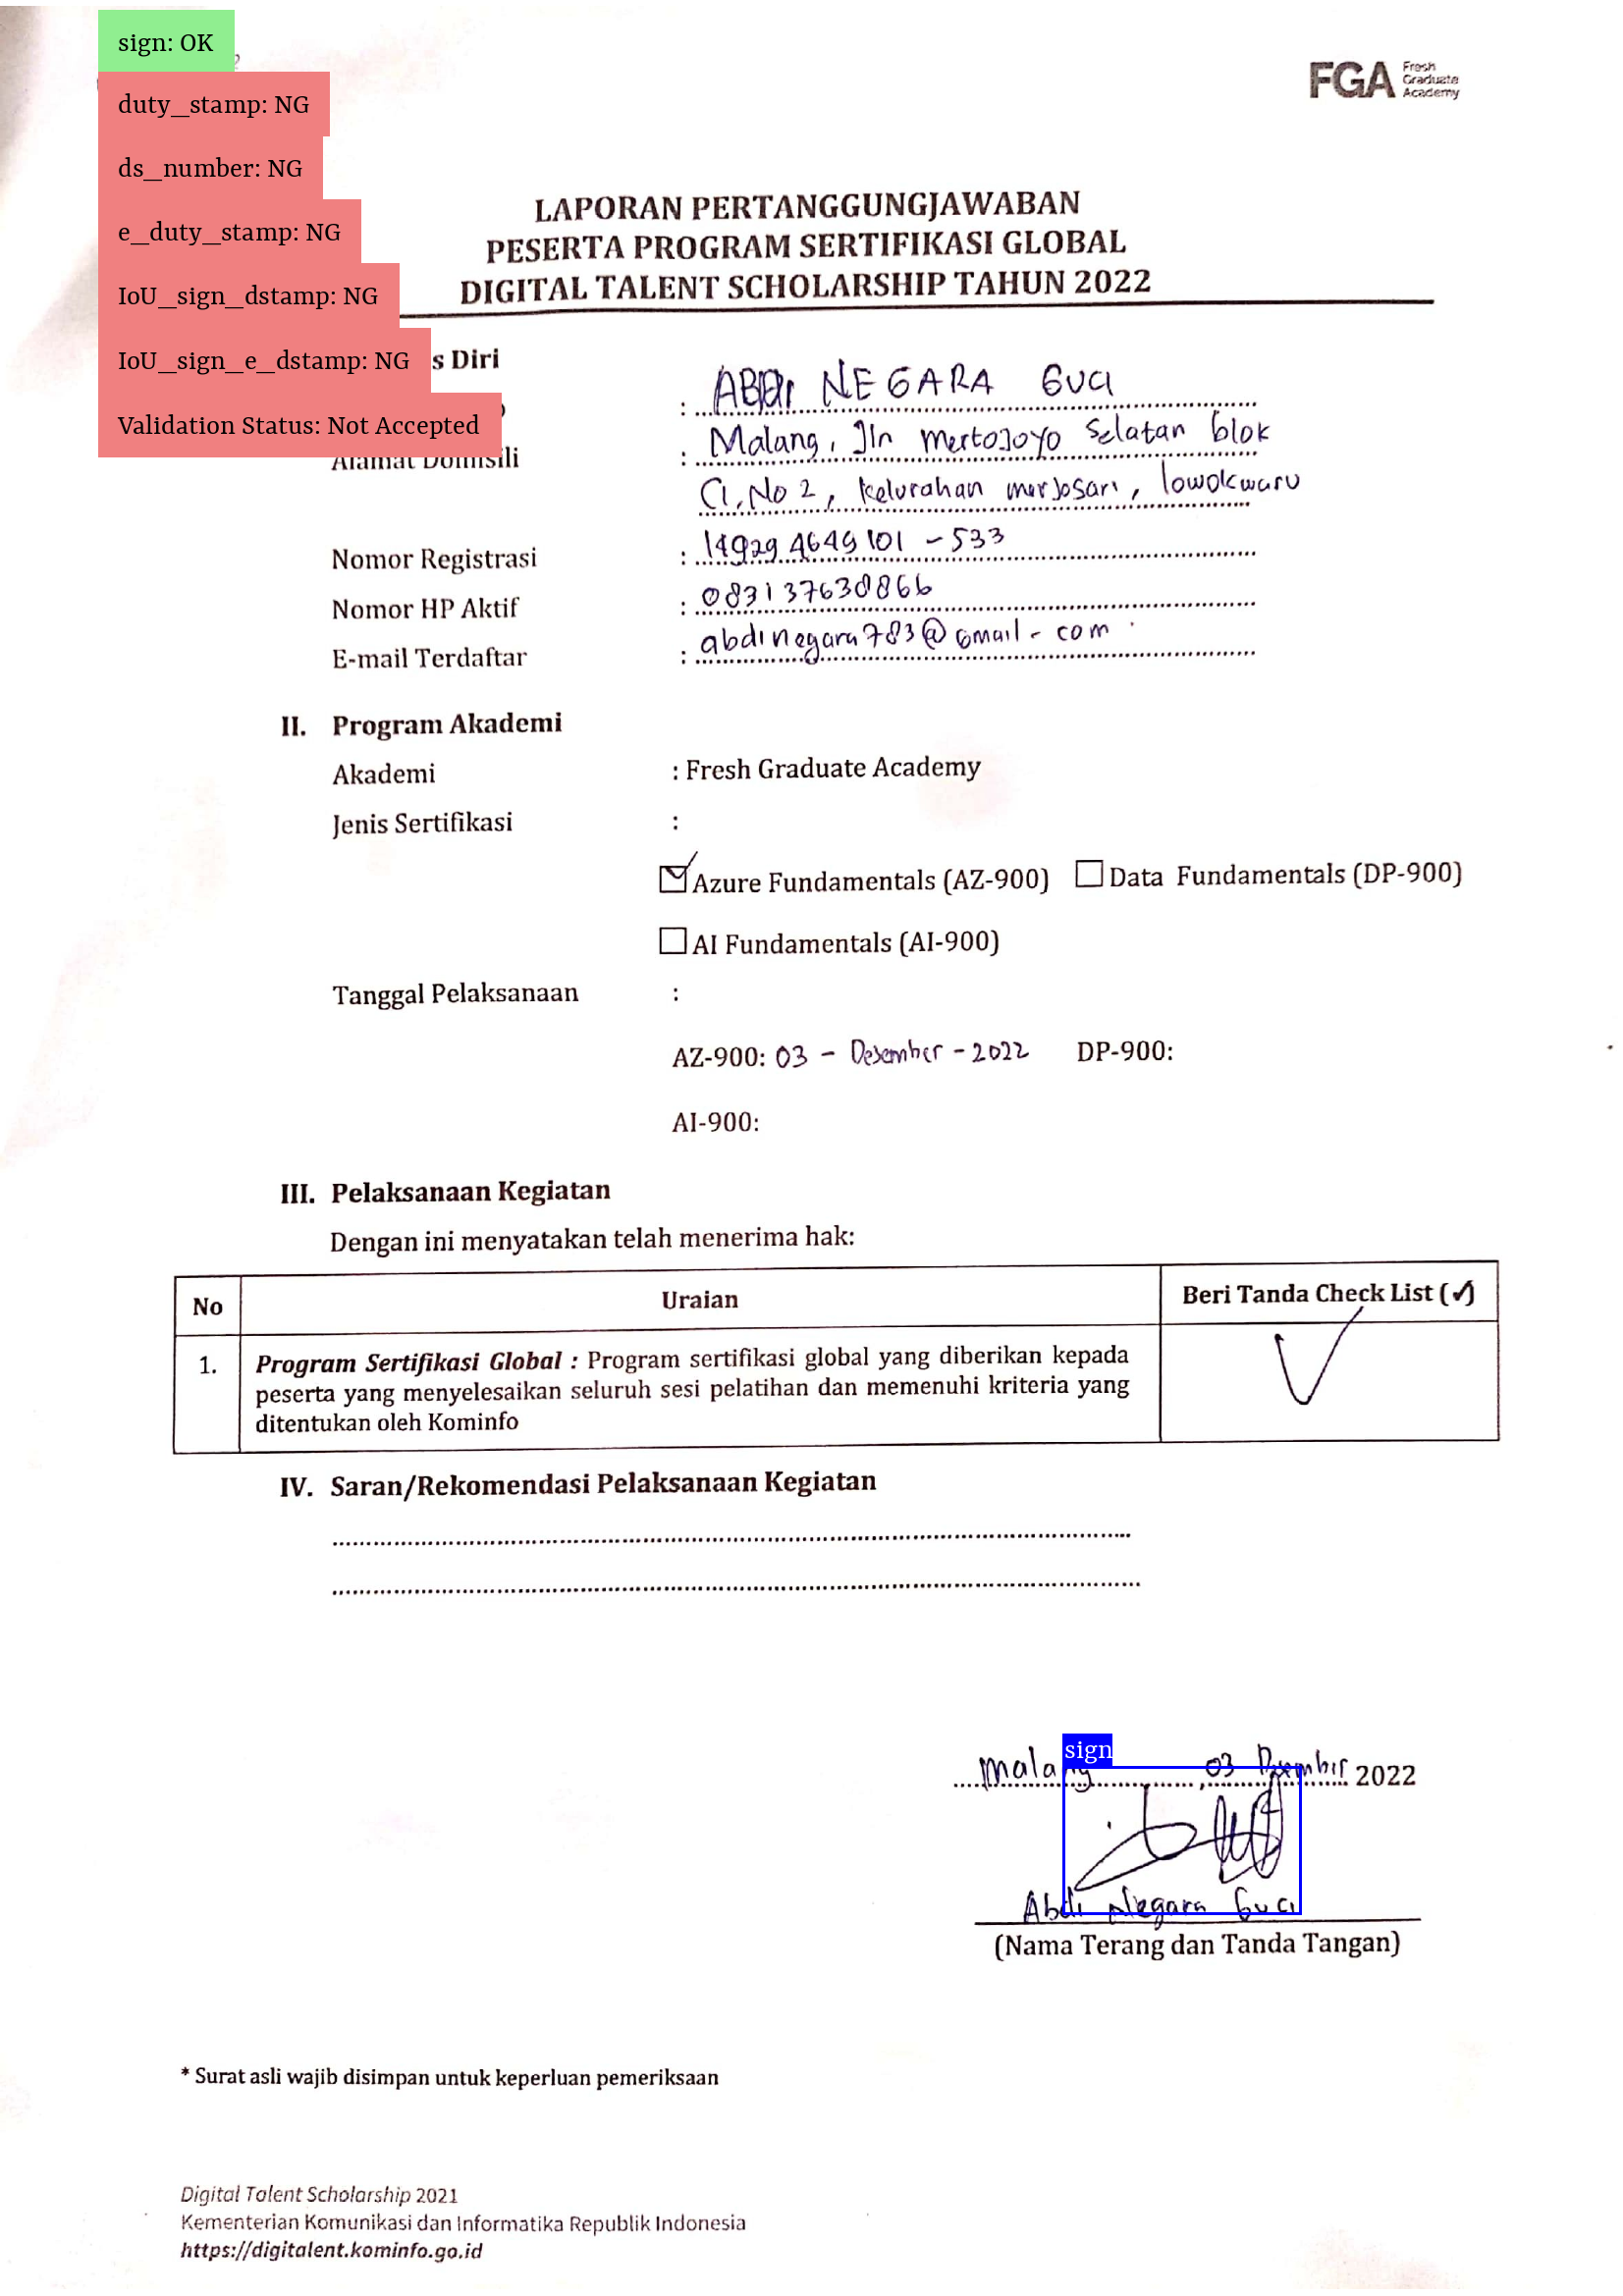 sign: OK
duty_stamp: NG
ds_number: NG
e_duty_stamp: NG
IoU_sign_dstamp: NG
IoU_sign_e_dstamp: NG
Validation Status: Not Accepted
FGA Fresh Graduate Academy
LAPORAN PERTANGGUNGJAWABAN
PESERTA PROGRAM SERTIFIKASI GLOBAL
DIGITAL TALENT SCHOLARSHIP TAHUN 2022
s Diri
: ABDI NEGARA GUCI
Alamat Domisili : Malang, Jln mertojoyo Selatan blok
C1, No 2, kelurahan merjosari, lowokwaru
Nomor Registrasi : 149294649101 - 533
Nomor HP Aktif : 083137630866
E-mail Terdaftar : abdinegara783@gmail.com
II. Program Akademi
Akademi : Fresh Graduate Academy
Jenis Sertifikasi :
Azure Fundamentals (AZ-900) Data Fundamentals (DP-900)
AI Fundamentals (AI-900)
Tanggal Pelaksanaan :
AZ-900: 03 - Desember - 2022 DP-900:
AI-900:
III. Pelaksanaan Kegiatan
Dengan ini menyatakan telah menerima hak:
No Uraian Beri Tanda Check List (✓)
1. Program Sertifikasi Global : Program sertifikasi global yang diberikan kepada
peserta yang menyelesaikan seluruh sesi pelatihan dan memenuhi kriteria yang
ditentukan oleh Kominfo
IV. Saran/Rekomendasi Pelaksanaan Kegiatan
sign
Malang, 03 Desember 2022
Abdi Negara Guci
(Nama Terang dan Tanda Tangan)
* Surat asli wajib disimpan untuk keperluan pemeriksaan
Digital Talent Scholarship 2021
Kementerian Komunikasi dan Informatika Republik Indonesia
https://digitalent.kominfo.go.id